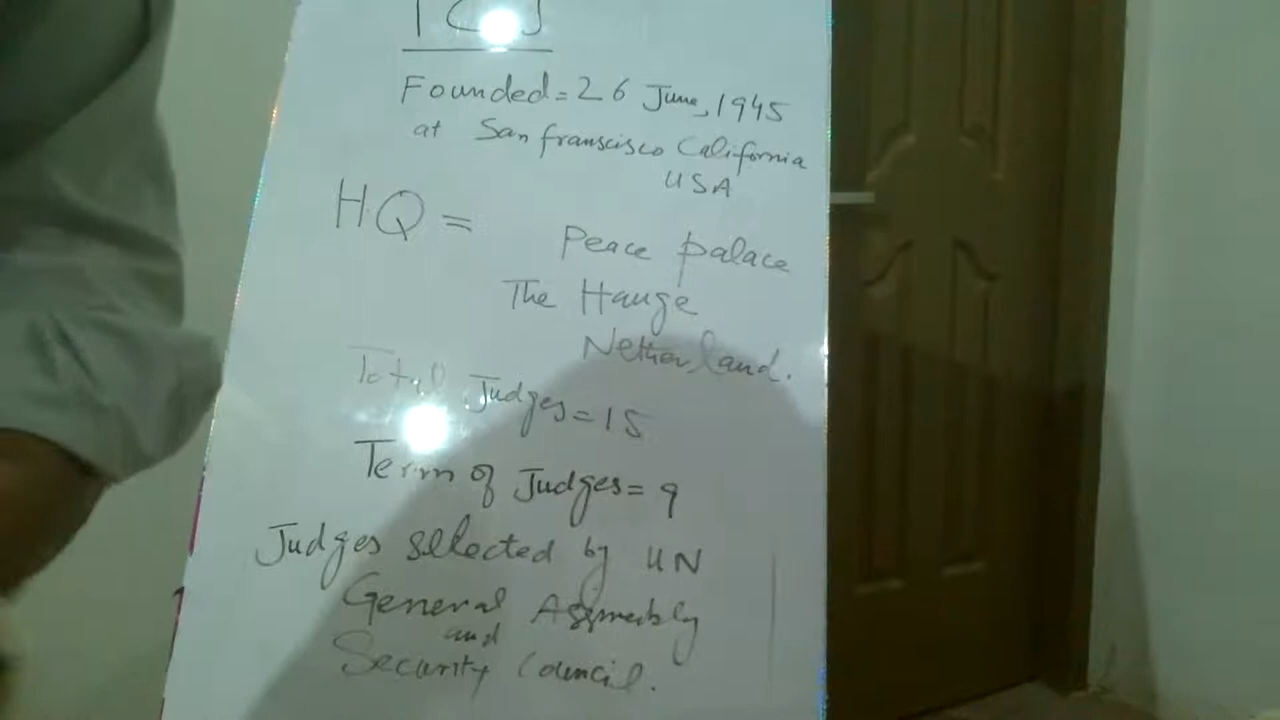 ICJ
Founded = 26 June, 1945
at San franscisco California
USA
HQ =
Peace palace
The Hauge
Netherland.
Total Judges = 15
Term of Judges = 9
Judges selected by UN
General Assembly
and
Security Council.